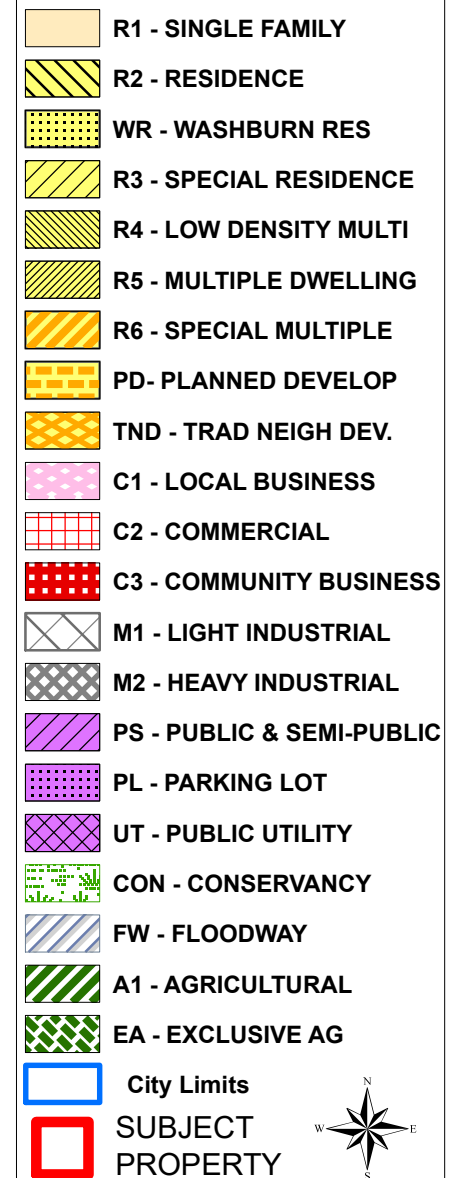 R1 - SINGLE FAMILY
R2 - RESIDENCE
WR - WASHBURN RES
R3 - SPECIAL RESIDENCE
R4 - LOW DENSITY MULTI
R5 - MULTIPLE DWELLING
R6 - SPECIAL MULTIPLE
PD- PLANNED DEVELOP
TND - TRAD NEIGH DEV.
C1 - LOCAL BUSINESS
C2 - COMMERCIAL
C3 - COMMUNITY BUSINESS
M1 - LIGHT INDUSTRIAL
M2 - HEAVY INDUSTRIAL
PS - PUBLIC & SEMI-PUBLIC
PL - PARKING LOT
UT - PUBLIC UTILITY
CON - CONSERVANCY
FW - FLOODWAY
A1 - AGRICULTURAL
EA - EXCLUSIVE AG
City Limits
SUBJECT
PROPERTY
N
W E
S